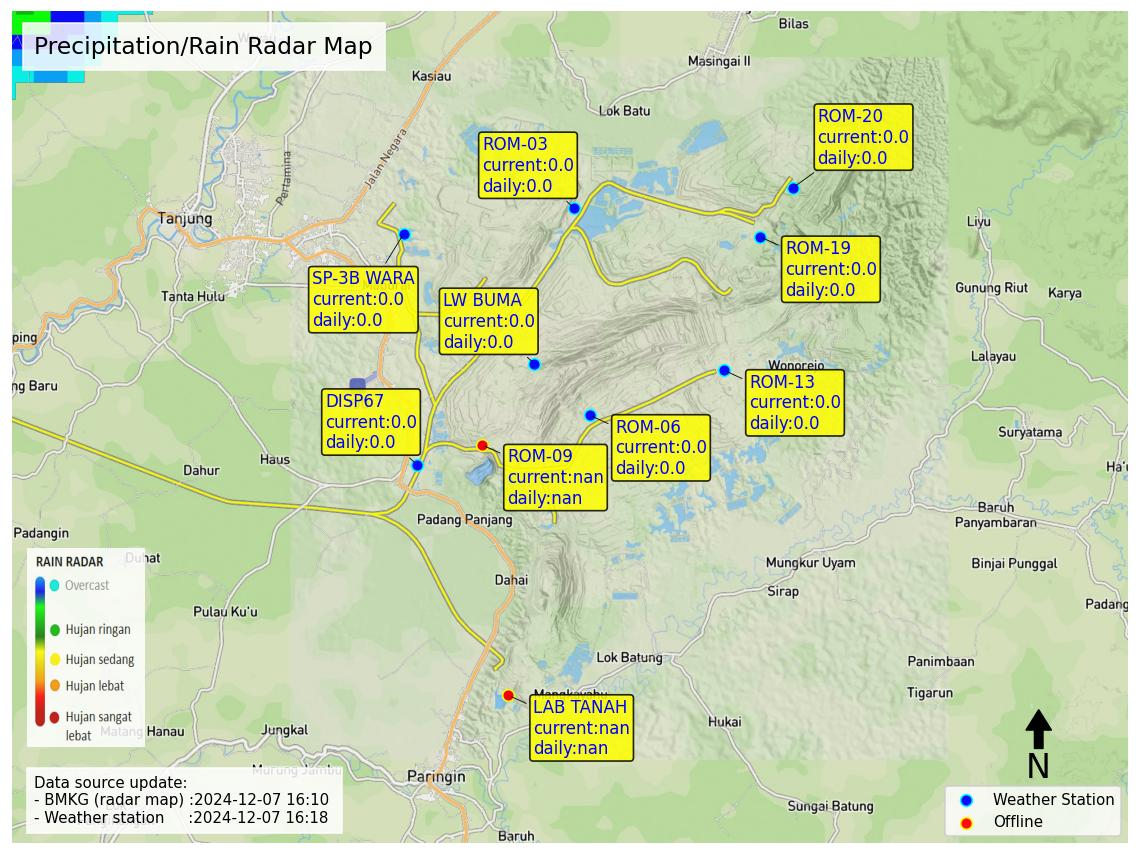 Precipitation/Rain Radar Map
Bilas
Masingai II
Kasiau
Lok Batu
Jalan Negara
Pertamina
Tanjung
Tanta Hulu
ROM-03
current:0.0
daily:0.0
ROM-20
current:0.0
daily:0.0
ROM-19
current:0.0
daily:0.0
SP-3B WARA
current:0.0
daily:0.0
LW BUMA
current:0.0
daily:0.0
Liyu
Gunung Riut
Karya
Lalayau
ping
ng Baru
Wonorejo
ROM-13
current:0.0
daily:0.0
DISP67
current:0.0
daily:0.0
ROM-06
current:0.0
daily:0.0
ROM-09
current:nan
daily:nan
Suryatama
Ha'u
Dahur
Haus
Padang Panjang
Baruh
Panyambaran
Padangin
Duhat
Dahai
Mungkur Uyam
Binjai Punggal
Sirap
Padang
Pulau Ku'u
RAIN RADAR
Overcast
Hujan ringan
Hujan sedang
Hujan lebat
Hujan sangat
lebat
Lok Batung
Panimbaan
Tigarun
Mangkayahu
LAB TANAH
current:nan
daily:nan
Hukai
Matang Hanau
Jungkal
Murung Jambu
Paringin
Sungai Batung
Baruh
Data source update:
- BMKG (radar map) :2024-12-07 16:10
- Weather station :2024-12-07 16:18
N
Weather Station
Offline